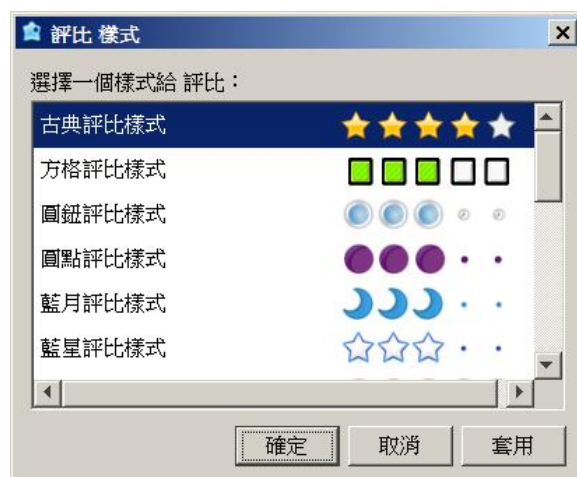 評比 樣式
選擇一個樣式給 評比：
古典評比樣式
方格評比樣式
圓鈕評比樣式
圓點評比樣式
藍月評比樣式
藍星評比樣式
確定 取消 套用